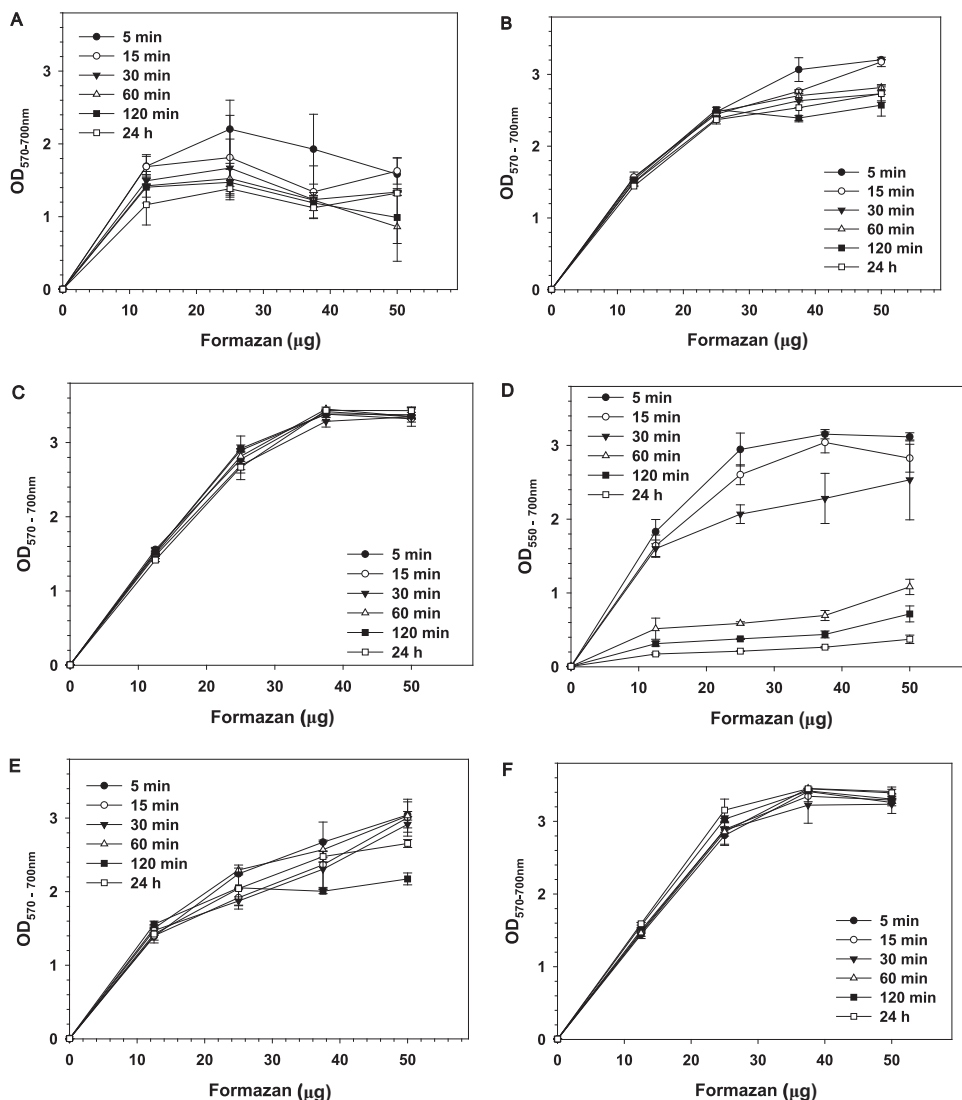 A
5 min
15 min
30 min
60 min
120 min
24 h
3
2
1
0
OD570-700nm
0 10 20 30 40 50
Formazan (µg)
B
3
2
1
0
OD570 - 700nm
5 min
15 min
30 min
60 min
120 min
24 h
0 10 20 30 40 50
Formazan (µg)
C
3
2
1
0
OD570 - 700nm
5 min
15 min
30 min
60 min
120 min
24 h
0 10 20 30 40 50
Formazan (µg)
D
5 min
15 min
30 min
60 min
120 min
24 h
4
3
2
1
0
OD550 - 700nm
0 10 20 30 40 50
Formazan (µg)
E
5 min
15 min
30 min
60 min
120 min
24 h
3
2
1
0
OD570 - 700nm
0 10 20 30 40 50
Formazan (µg)
F
3
2
1
0
OD570-700nm
5 min
15 min
30 min
60 min
120 min
24 h
0 10 20 30 40 50
Formazan (µg)